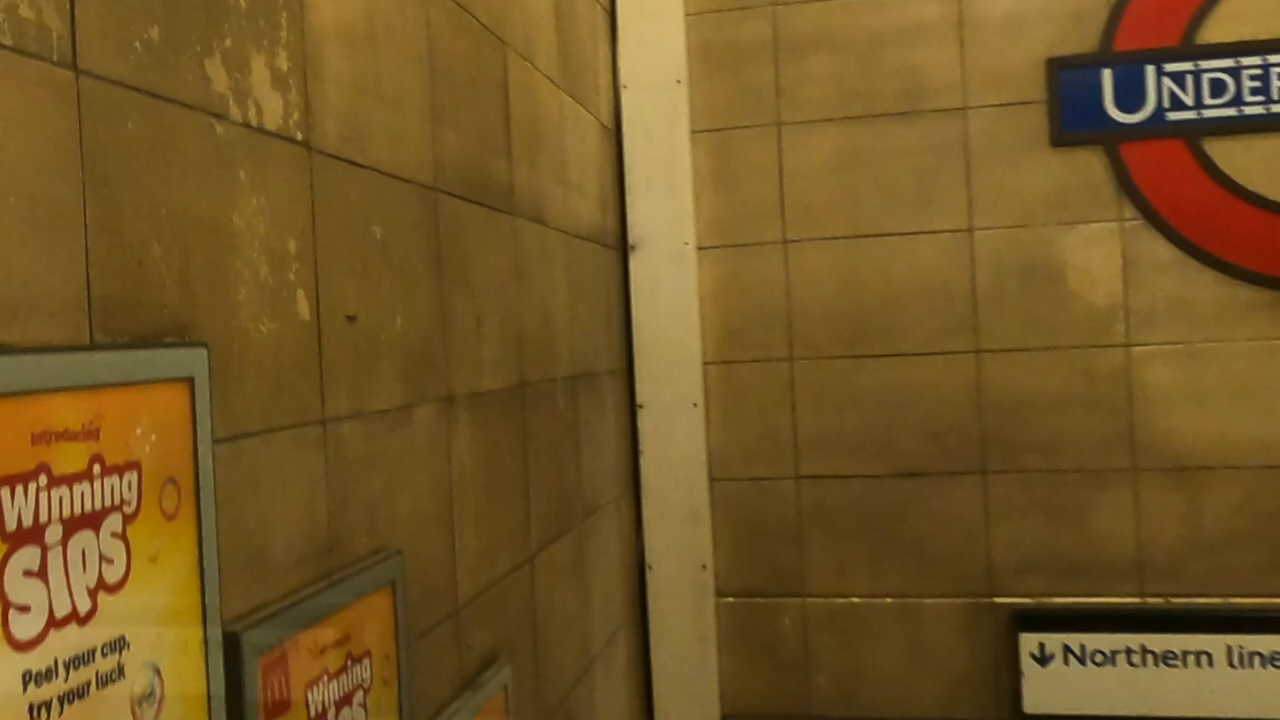 UNDER
Introducing
Winning
Sips
Peel your cup,
try your luck
Winning
Northern line